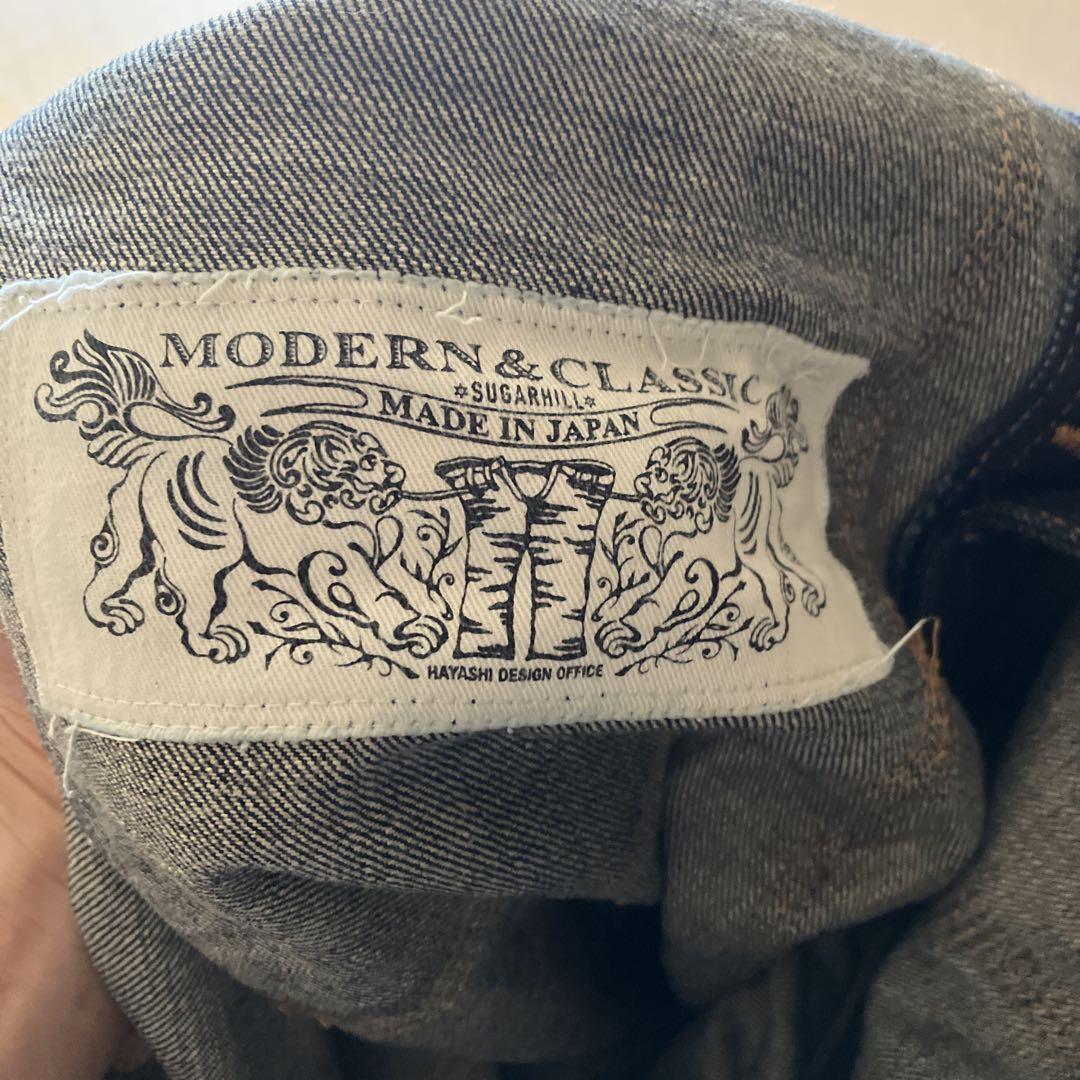 MODERN & CLASSIC
*SUGARHILL*
MADE IN JAPAN
HAYASHI DESIGN OFFICE